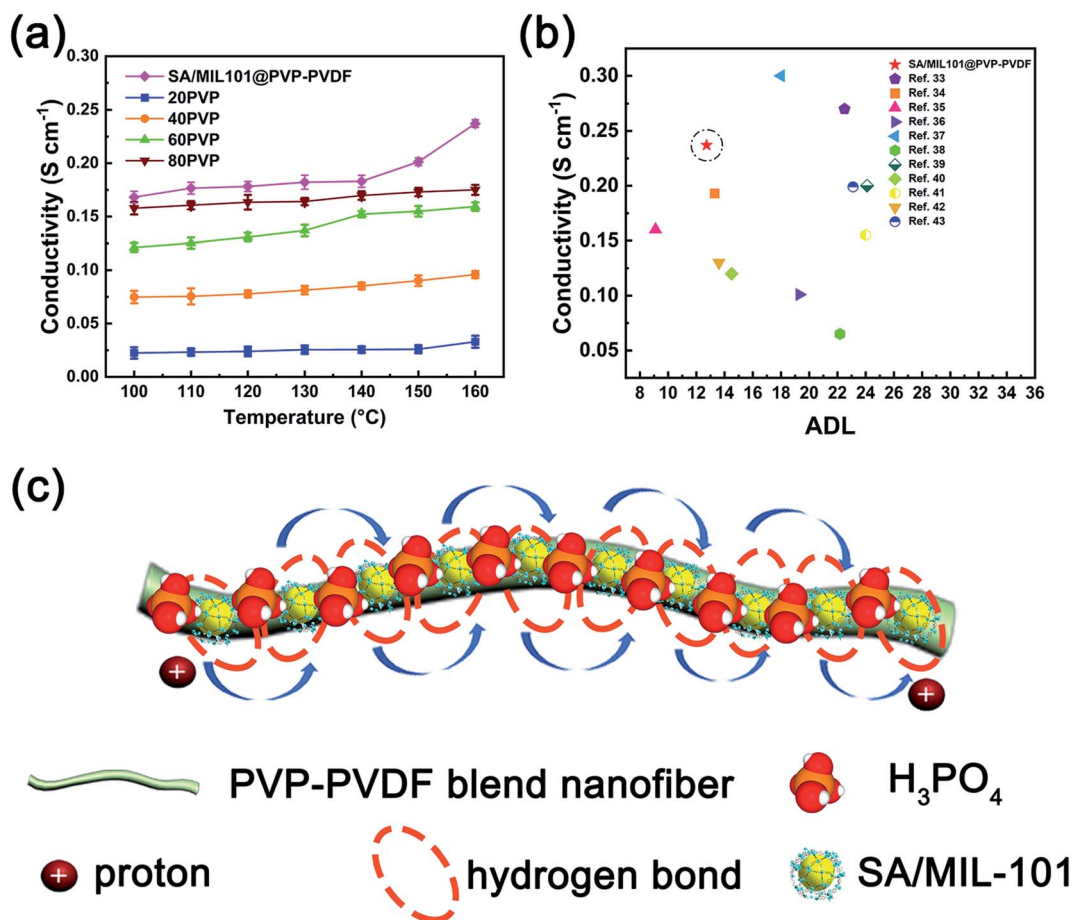 (a)
0.30
0.25
0.20
0.15
0.10
0.05
0.00
Conductivity (S cm⁻¹)
SA/MIL101@PVP-PVDF
20PVP
40PVP
60PVP
80PVP
100 110 120 130 140 150 160
Temperature (°C)
(b)
0.30
0.25
0.20
0.15
0.10
0.05
Conductivity (S cm⁻¹)
SA/MIL101@PVP-PVDF
Ref. 33
Ref. 34
Ref. 35
Ref. 36
Ref. 37
Ref. 38
Ref. 39
Ref. 40
Ref. 41
Ref. 42
Ref. 43
8 10 12 14 16 18 20 22 24 26 28 30 32 34 36
ADL
(c)
+
+
PVP-PVDF blend nanofiber
H₃PO₄
+
proton
hydrogen bond
SA/MIL-101